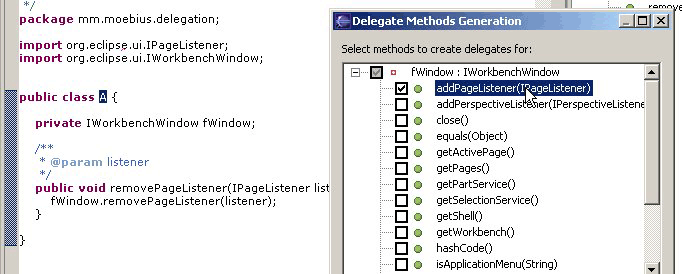 */
package mm.moebius.delegation;
import org.eclipse.ui.IPageListener;
import org.eclipse.ui.IWorkbenchWindow;
public class A {
private IWorkbenchWindow fWindow;
/**
* @param listener
*/
public void removePageListener(IPageListener list
fWindow.removePageListener(listener);
}
}
Delegate Methods Generation
Select methods to create delegates for:
fWindow : IWorkbenchWindow
addPageListener(IPageListener)
addPerspectiveListener(IPerspectiveListene
close()
equals(Object)
getActivePage()
getPages()
getPartService()
getSelectionService()
getShell()
getWorkbench()
hashCode()
isApplicationMenu(String)